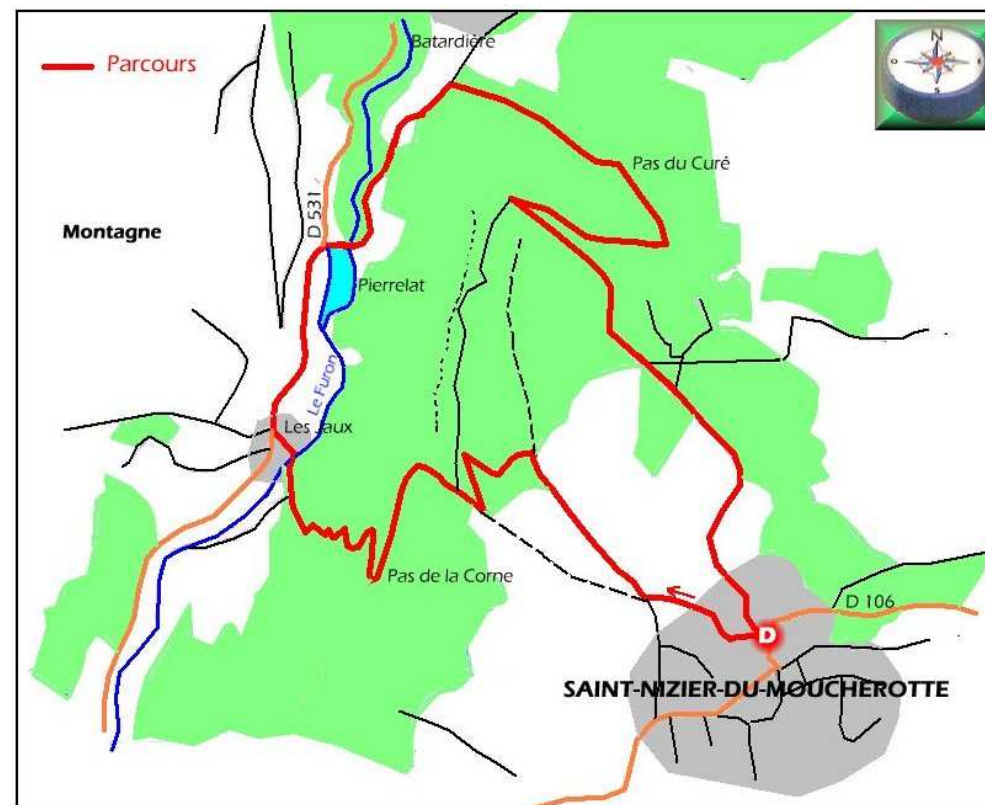 Parcours
Batardière
N
O
S
Pas du Curé
D 531
Montagne
Pierrelat
Le Furon
Les Jaux
Pas de la Corne
D 106
D
SAINT-NIZIER-DU-MOUCHEROTTE